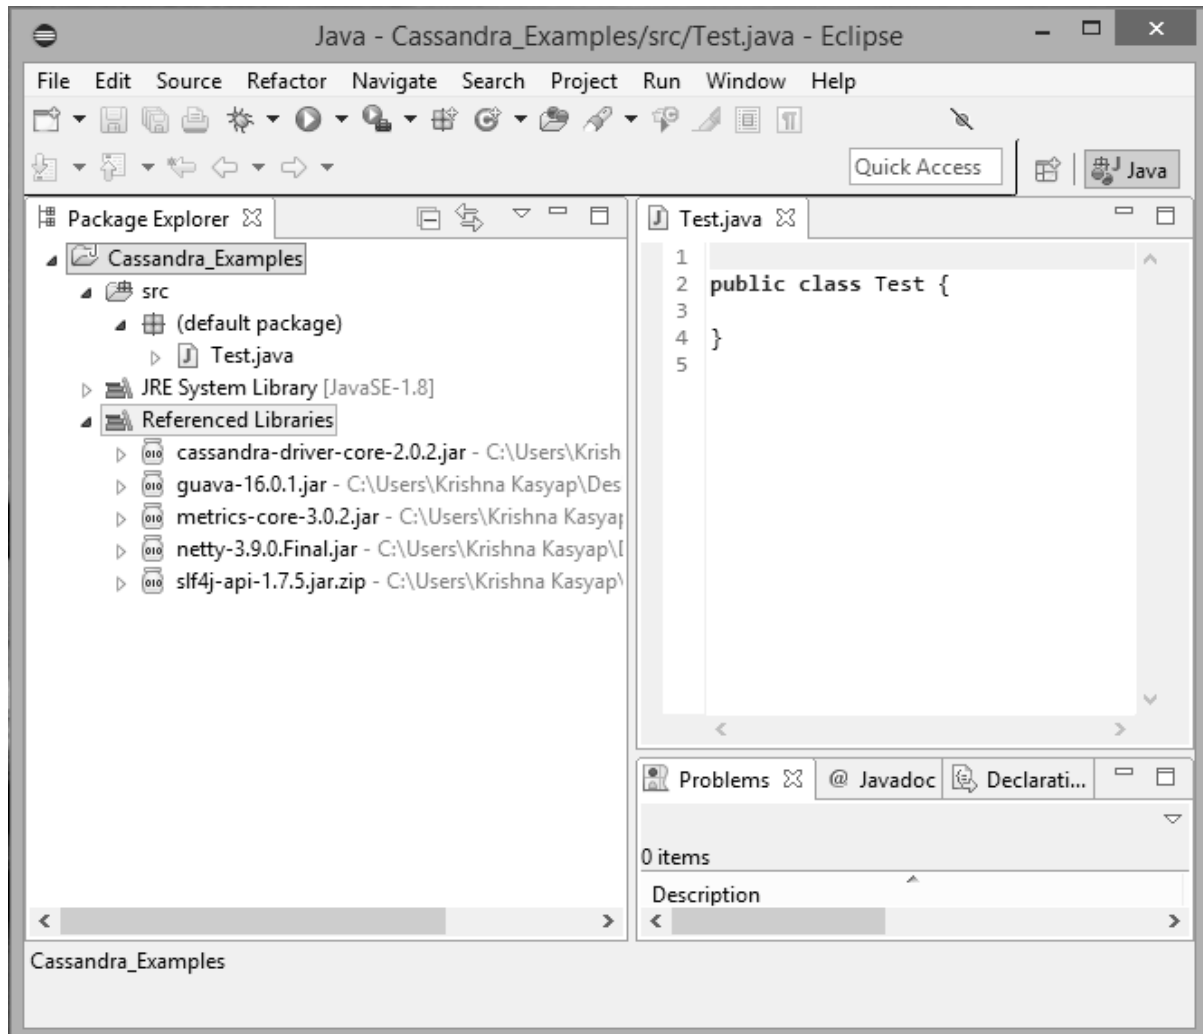 Java - Cassandra_Examples/src/Test.java - Eclipse
File Edit Source Refactor Navigate Search Project Run Window Help
Quick Access
Java
Package Explorer
Cassandra_Examples
src
(default package)
Test.java
JRE System Library [JavaSE-1.8]
Referenced Libraries
cassandra-driver-core-2.0.2.jar - C:\Users\Krish
guava-16.0.1.jar - C:\Users\Krishna Kasyap\Des
metrics-core-3.0.2.jar - C:\Users\Krishna Kasyap
netty-3.9.0.Final.jar - C:\Users\Krishna Kasyap\
slf4j-api-1.7.5.jar.zip - C:\Users\Krishna Kasyap\
Test.java
1
2 public class Test {
3
4 }
5
Problems @ Javadoc Declarati...
0 items
Description
Cassandra_Examples